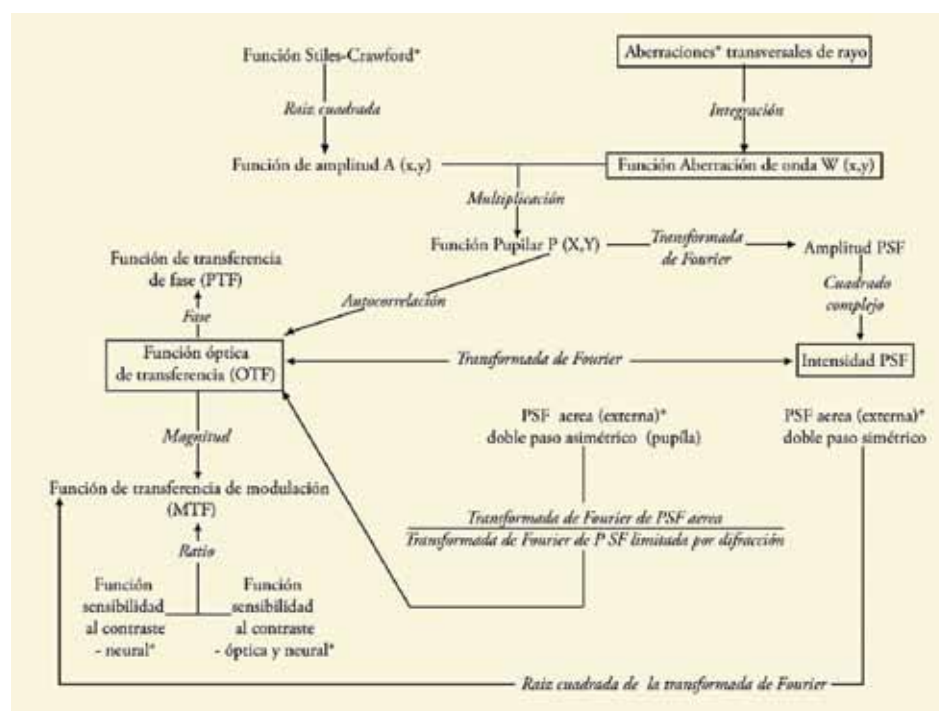 Función Stiles-Crawford*
Aberraciones* transversales de rayo
Raiz cuadrada
Integración
Función de amplitud A (x,y)
Función Aberración de onda W (x,y)
Multiplicación
Función Pupilar P (X,Y)
Transformada
de Fourier
Amplitud PSF
Función de transferencia
de fase (PTF)
Cuadrado
complejo
Autocorrelación
Fase
Función óptica
de transferencia (OTF)
Transformada de Fourier
Intensidad PSF
PSF aerea (externa)*
doble paso asimétrico (pupíla)
PSF aerea (externa)*
doble paso simétrico
Magnitud
Función de transferencia de modulación
(MTF)
Transformada de Fourier de PSF aerea
Transformada de Fourier de P SF limitada por difracción
Ratio
Función
sensibilidad
al contraste
- neural*
Función
sensibilidad
al contraste
- óptica y neural*
Raiz cuadrada de la transformada de Fourier